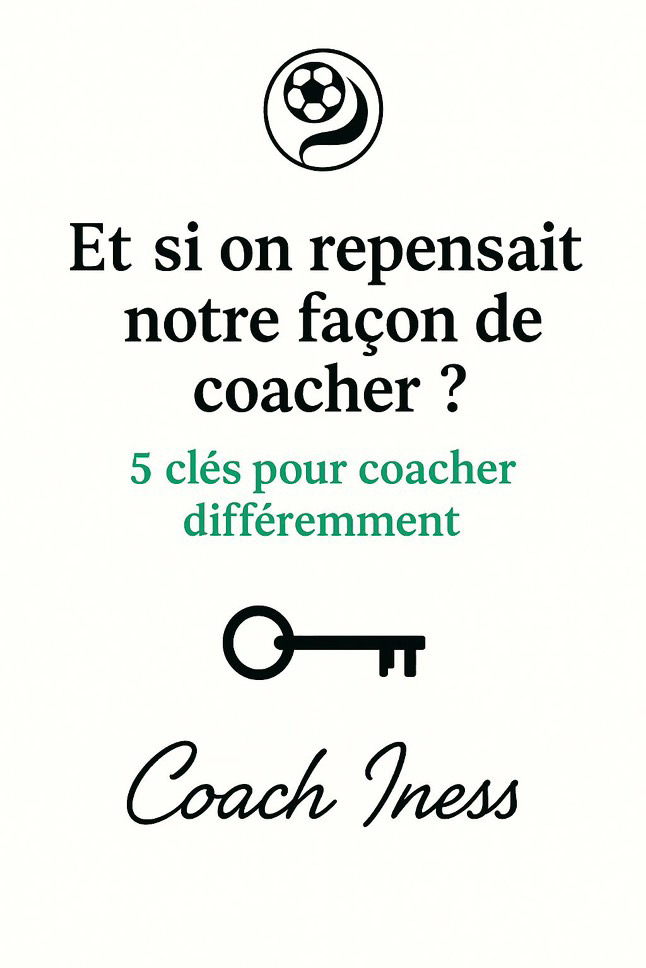 Et si on repensait
notre façon de
coacher ?
5 clés pour coacher
différemment
Coach Iness